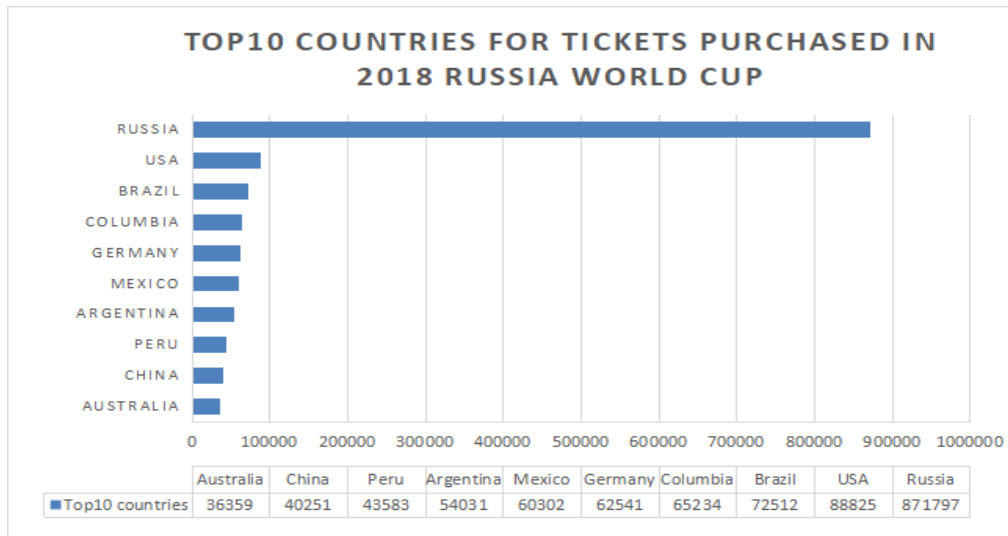 TOP10 COUNTRIES FOR TICKETS PURCHASED IN
2018 RUSSIA WORLD CUP
RUSSIA
USA
BRAZIL
COLUMBIA
GERMANY
MEXICO
ARGENTINA
PERU
CHINA
AUSTRALIA
0 100000 200000 300000 400000 500000 600000 700000 800000 900000 1000000
Australia China Peru Argentina Mexico Germany Columbia Brazil USA Russia
Top10 countries 36359 40251 43583 54031 60302 62541 65234 72512 88825 871797